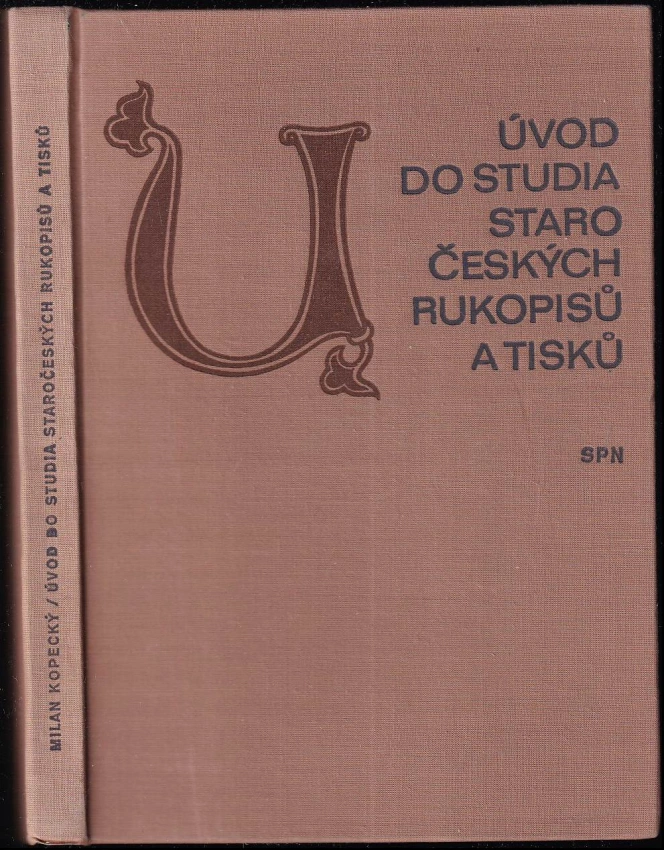 MILAN KOPECKÝ / ÚVOD DO STUDIA STAROČESKÝCH RUKOPISŮ A TISKŮ
U
ÚVOD
DO STUDIA
STARO
ČESKÝCH
RUKOPISŮ
A TISKŮ
SPN